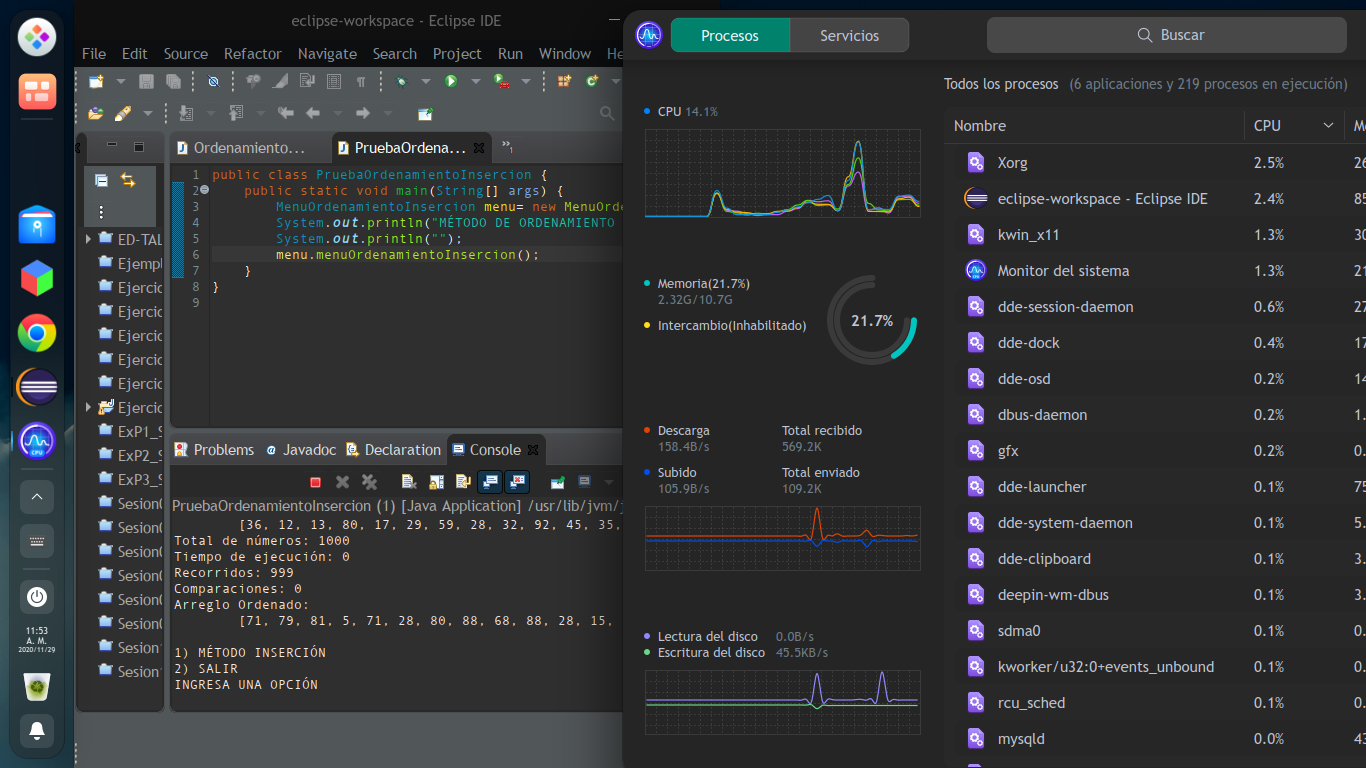 eclipse-workspace - Eclipse IDE
File Edit Source Refactor Navigate Search Project Run Window He
Ordenamiento...
PruebaOrdena...
»1
1 public class PruebaOrdenamientoInsercion {
2 public static void main(String[] args) {
3 MenuOrdenamientoInsercion menu= new MenuOrde
4 System.out.println("MÉTODO DE ORDENAMIENTO
5 System.out.println("");
6 menu.menuOrdenamientoInsercion();
7 }
8 }
9
ED-TAL
Ejemp
Ejercic
Ejercic
Ejercic
Ejercic
Ejercic
ExP1_S
ExP2_S
ExP3_S
Sesion
Sesion
Sesion
Sesion
Sesion
Sesion
Sesion1
Sesion1
Problems Javadoc Declaration Console
PruebaOrdenamientoInsercion (1) [Java Application] /usr/lib/jvm/j
[36, 12, 13, 80, 17, 29, 59, 28, 32, 92, 45, 35,
Total de números: 1000
Tiempo de ejecución: 0
Recorridos: 999
Comparaciones: 0
Arreglo Ordenado:
[71, 79, 81, 5, 71, 28, 80, 88, 68, 88, 28, 15,
1) MÉTODO INSERCIÓN
2) SALIR
INGRESA UNA OPCIÓN
CPU
11:53
A. M.
2020/11/29
Procesos Servicios
Buscar
CPU 14.1%
Memoria(21.7%)
2.32G/10.7G
Intercambio(Inhabilitado)
21.7%
Descarga Total recibido
158.4B/s 569.2K
Subido Total enviado
105.9B/s 109.2K
Lectura del disco 0.0B/s
Escritura del disco 45.5KB/s
Todos los procesos (6 aplicaciones y 219 procesos en ejecución)
Nombre CPU Me
Xorg 2.5% 26
eclipse-workspace - Eclipse IDE 2.4% 85
kwin_x11 1.3% 30
Monitor del sistema 1.3% 21
dde-session-daemon 0.6% 27
dde-dock 0.4% 17
dde-osd 0.2% 14
dbus-daemon 0.2% 1.
gfx 0.2% 0.
dde-launcher 0.1% 75
dde-system-daemon 0.1% 5.
dde-clipboard 0.1% 3.
deepin-wm-dbus 0.1% 3.
sdma0 0.1% 0.
kworker/u32:0+events_unbound 0.1% 0.
rcu_sched 0.1% 0.
mysqld 0.0% 43